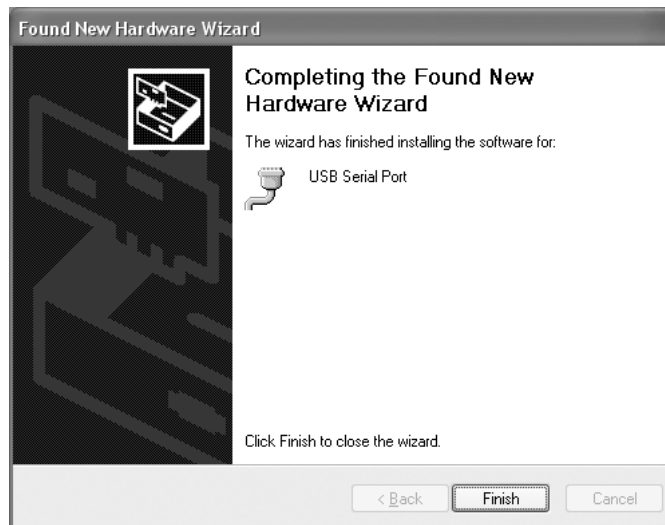 Found New Hardware Wizard
Completing the Found New
Hardware Wizard
The wizard has finished installing the software for:
USB Serial Port
Click Finish to close the wizard.
< Back
Finish
Cancel